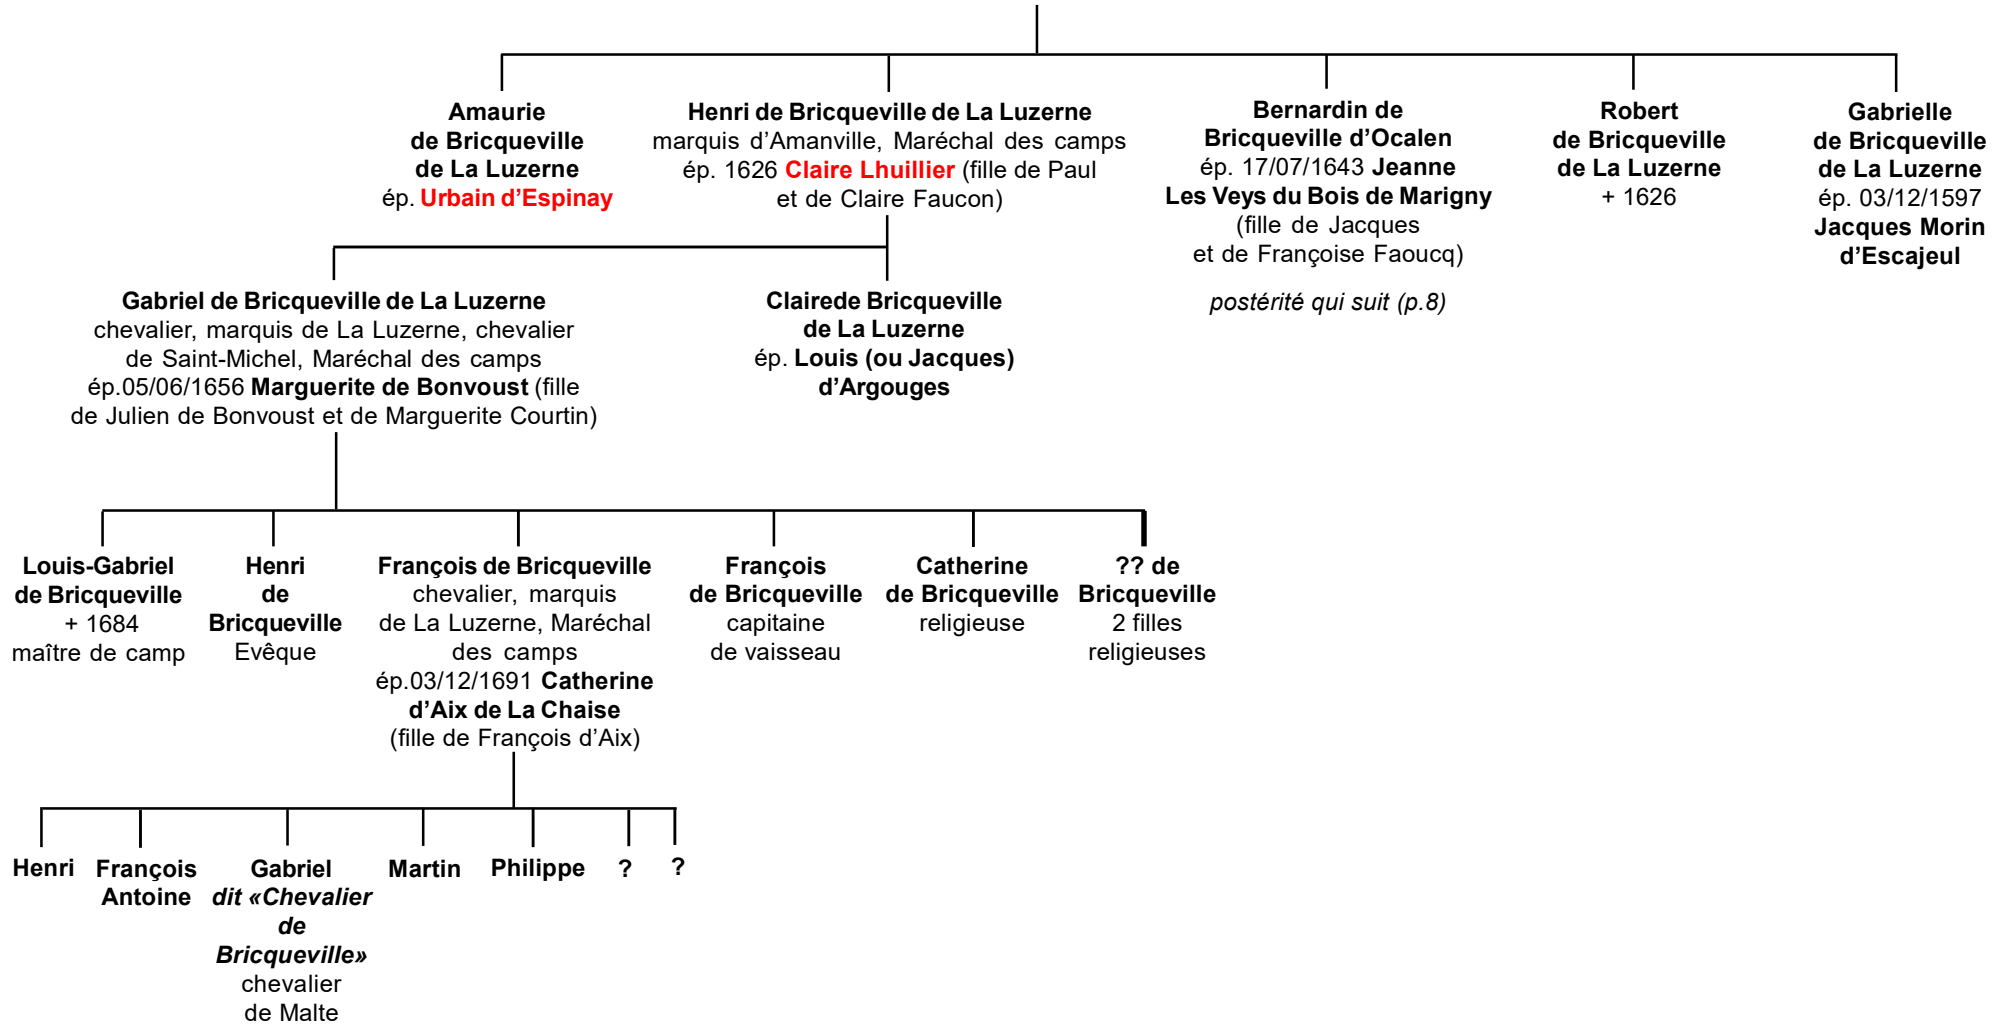 Amaurie
de Bricqueville
de La Luzerne
ép. Urbain d’Espinay
Henri de Bricqueville de La Luzerne
marquis d’Amanville, Maréchal des camps
ép. 1626 Claire Lhuillier (fille de Paul
et de Claire Faucon)
Bernardin de
Bricqueville d’Ocalen
ép. 17/07/1643 Jeanne
Les Veys du Bois de Marigny
(fille de Jacques
et de Françoise Faoucq)
postérité qui suit (p.8)
Robert
de Bricqueville
de La Luzerne
+ 1626
Gabrielle
de Bricqueville
de La Luzerne
ép. 03/12/1597
Jacques Morin
d’Escajeul
Gabriel de Bricqueville de La Luzerne
chevalier, marquis de La Luzerne, chevalier
de Saint-Michel, Maréchal des camps
ép.05/06/1656 Marguerite de Bonvoust (fille
de Julien de Bonvoust et de Marguerite Courtin)
Clairede Bricqueville
de La Luzerne
ép. Louis (ou Jacques)
d’Argouges
Louis-Gabriel
de Bricqueville
+ 1684
maître de camp
Henri
de
Bricqueville
Evêque
François de Bricqueville
chevalier, marquis
de La Luzerne, Maréchal
des camps
ép.03/12/1691 Catherine
d’Aix de La Chaise
(fille de François d’Aix)
François
de Bricqueville
capitaine
de vaisseau
Catherine
de Bricqueville
religieuse
?? de
Bricqueville
2 filles
religieuses
Henri
François
Antoine
Gabriel
dit «Chevalier
de
Bricqueville»
chevalier
de Malte
Martin
Philippe
?
?